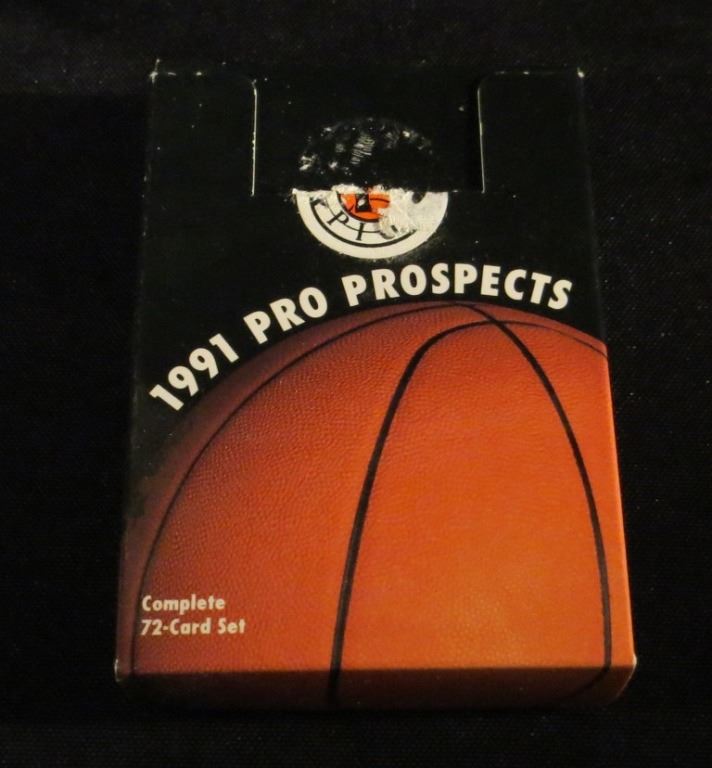 1991 PRO PROSPECTS
Complete
72-Card Set